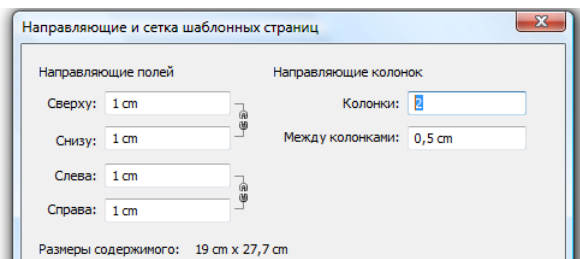 Направляющие и сетка шаблонных страниц
Направляющие полей
Направляющие колонок
Сверху: 1 cm
Колонки: 2
Снизу: 1 cm
Между колонками: 0,5 cm
Слева: 1 cm
Справа: 1 cm
Размеры содержимого: 19 cm x 27,7 cm